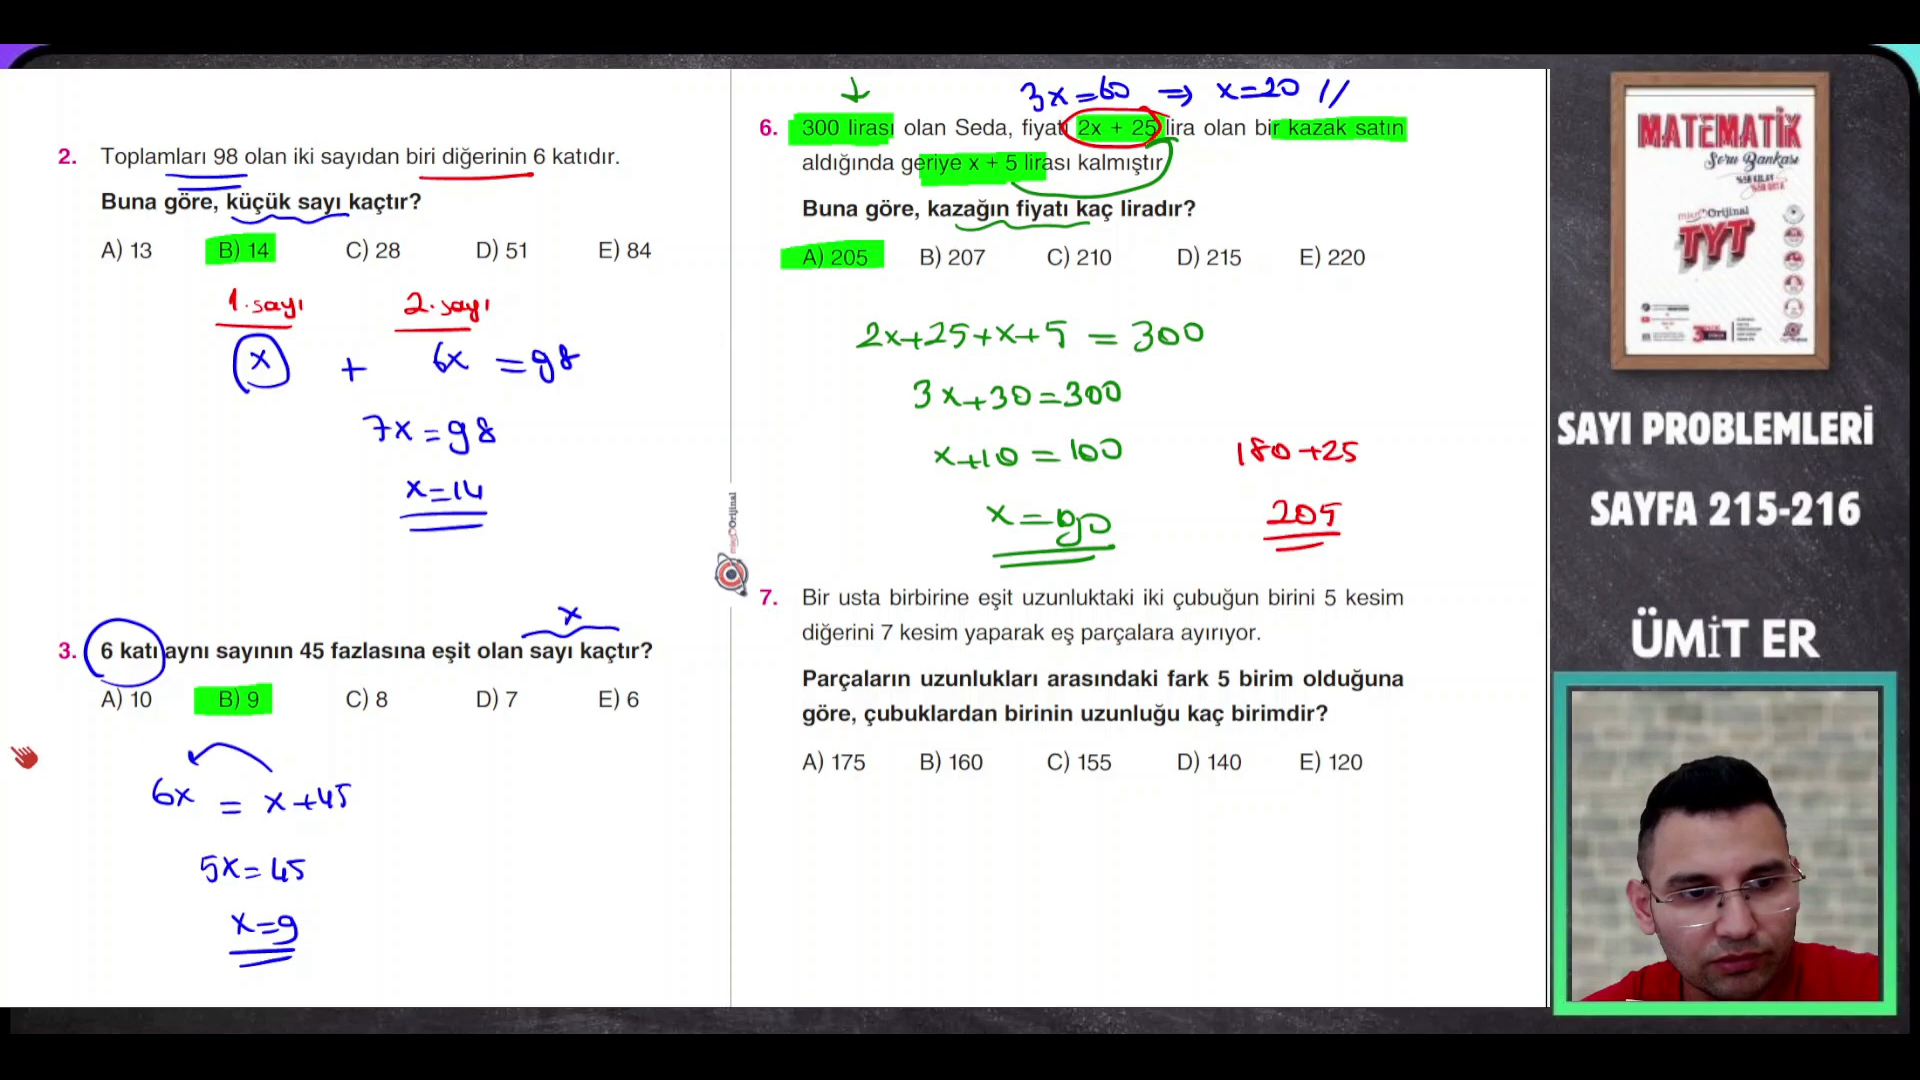 2. Toplamları 98 olan iki sayıdan biri diğerinin 6 katıdır.
Buna göre, küçük sayı kaçtır?
A) 13 B) 14 C) 28 D) 51 E) 84
1. sayı 2. sayı
x + 6x = 98
7x = 98
x = 14
x
3. 6 katı aynı sayının 45 fazlasına eşit olan sayı kaçtır?
A) 10 B) 9 C) 8 D) 7 E) 6
6x = x + 45
5x = 45
x = 9
Orijinal
3x = 60 ⇒ x = 20 //
6. 300 lirası olan Seda, fiyatı 2x + 25 lira olan bir kazak satın
aldığında geriye x + 5 lirası kalmıştır.
Buna göre, kazağın fiyatı kaç liradır?
A) 205 B) 207 C) 210 D) 215 E) 220
2x + 25 + x + 5 = 300
3x + 30 = 300
x + 10 = 100
x = 90
180 + 25
205
7. Bir usta birbirine eşit uzunluktaki iki çubuğun birini 5 kesim
diğerini 7 kesim yaparak eş parçalara ayırıyor.
Parçaların uzunlukları arasındaki fark 5 birim olduğuna
göre, çubuklardan birinin uzunluğu kaç birimdir?
A) 175 B) 160 C) 155 D) 140 E) 120
MATEMATİK
Soru Bankası
Orijinal
TYT
SAYI PROBLEMLERİ
SAYFA 215-216
ÜMİT ER